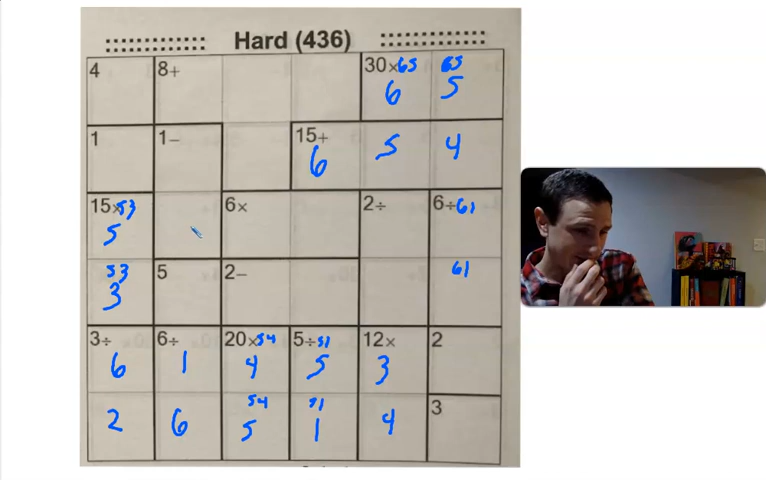 Hard (436)
4 8+ 30×65 65
6 5
1 1- 15+
6 5 4
15×53 6× 2÷ 6÷61
5
53 5 2- 61
3
3÷ 6÷ 20×54 5÷51 12× 2
6 1 4 5 3
54 51 3
2 6 5 1 4